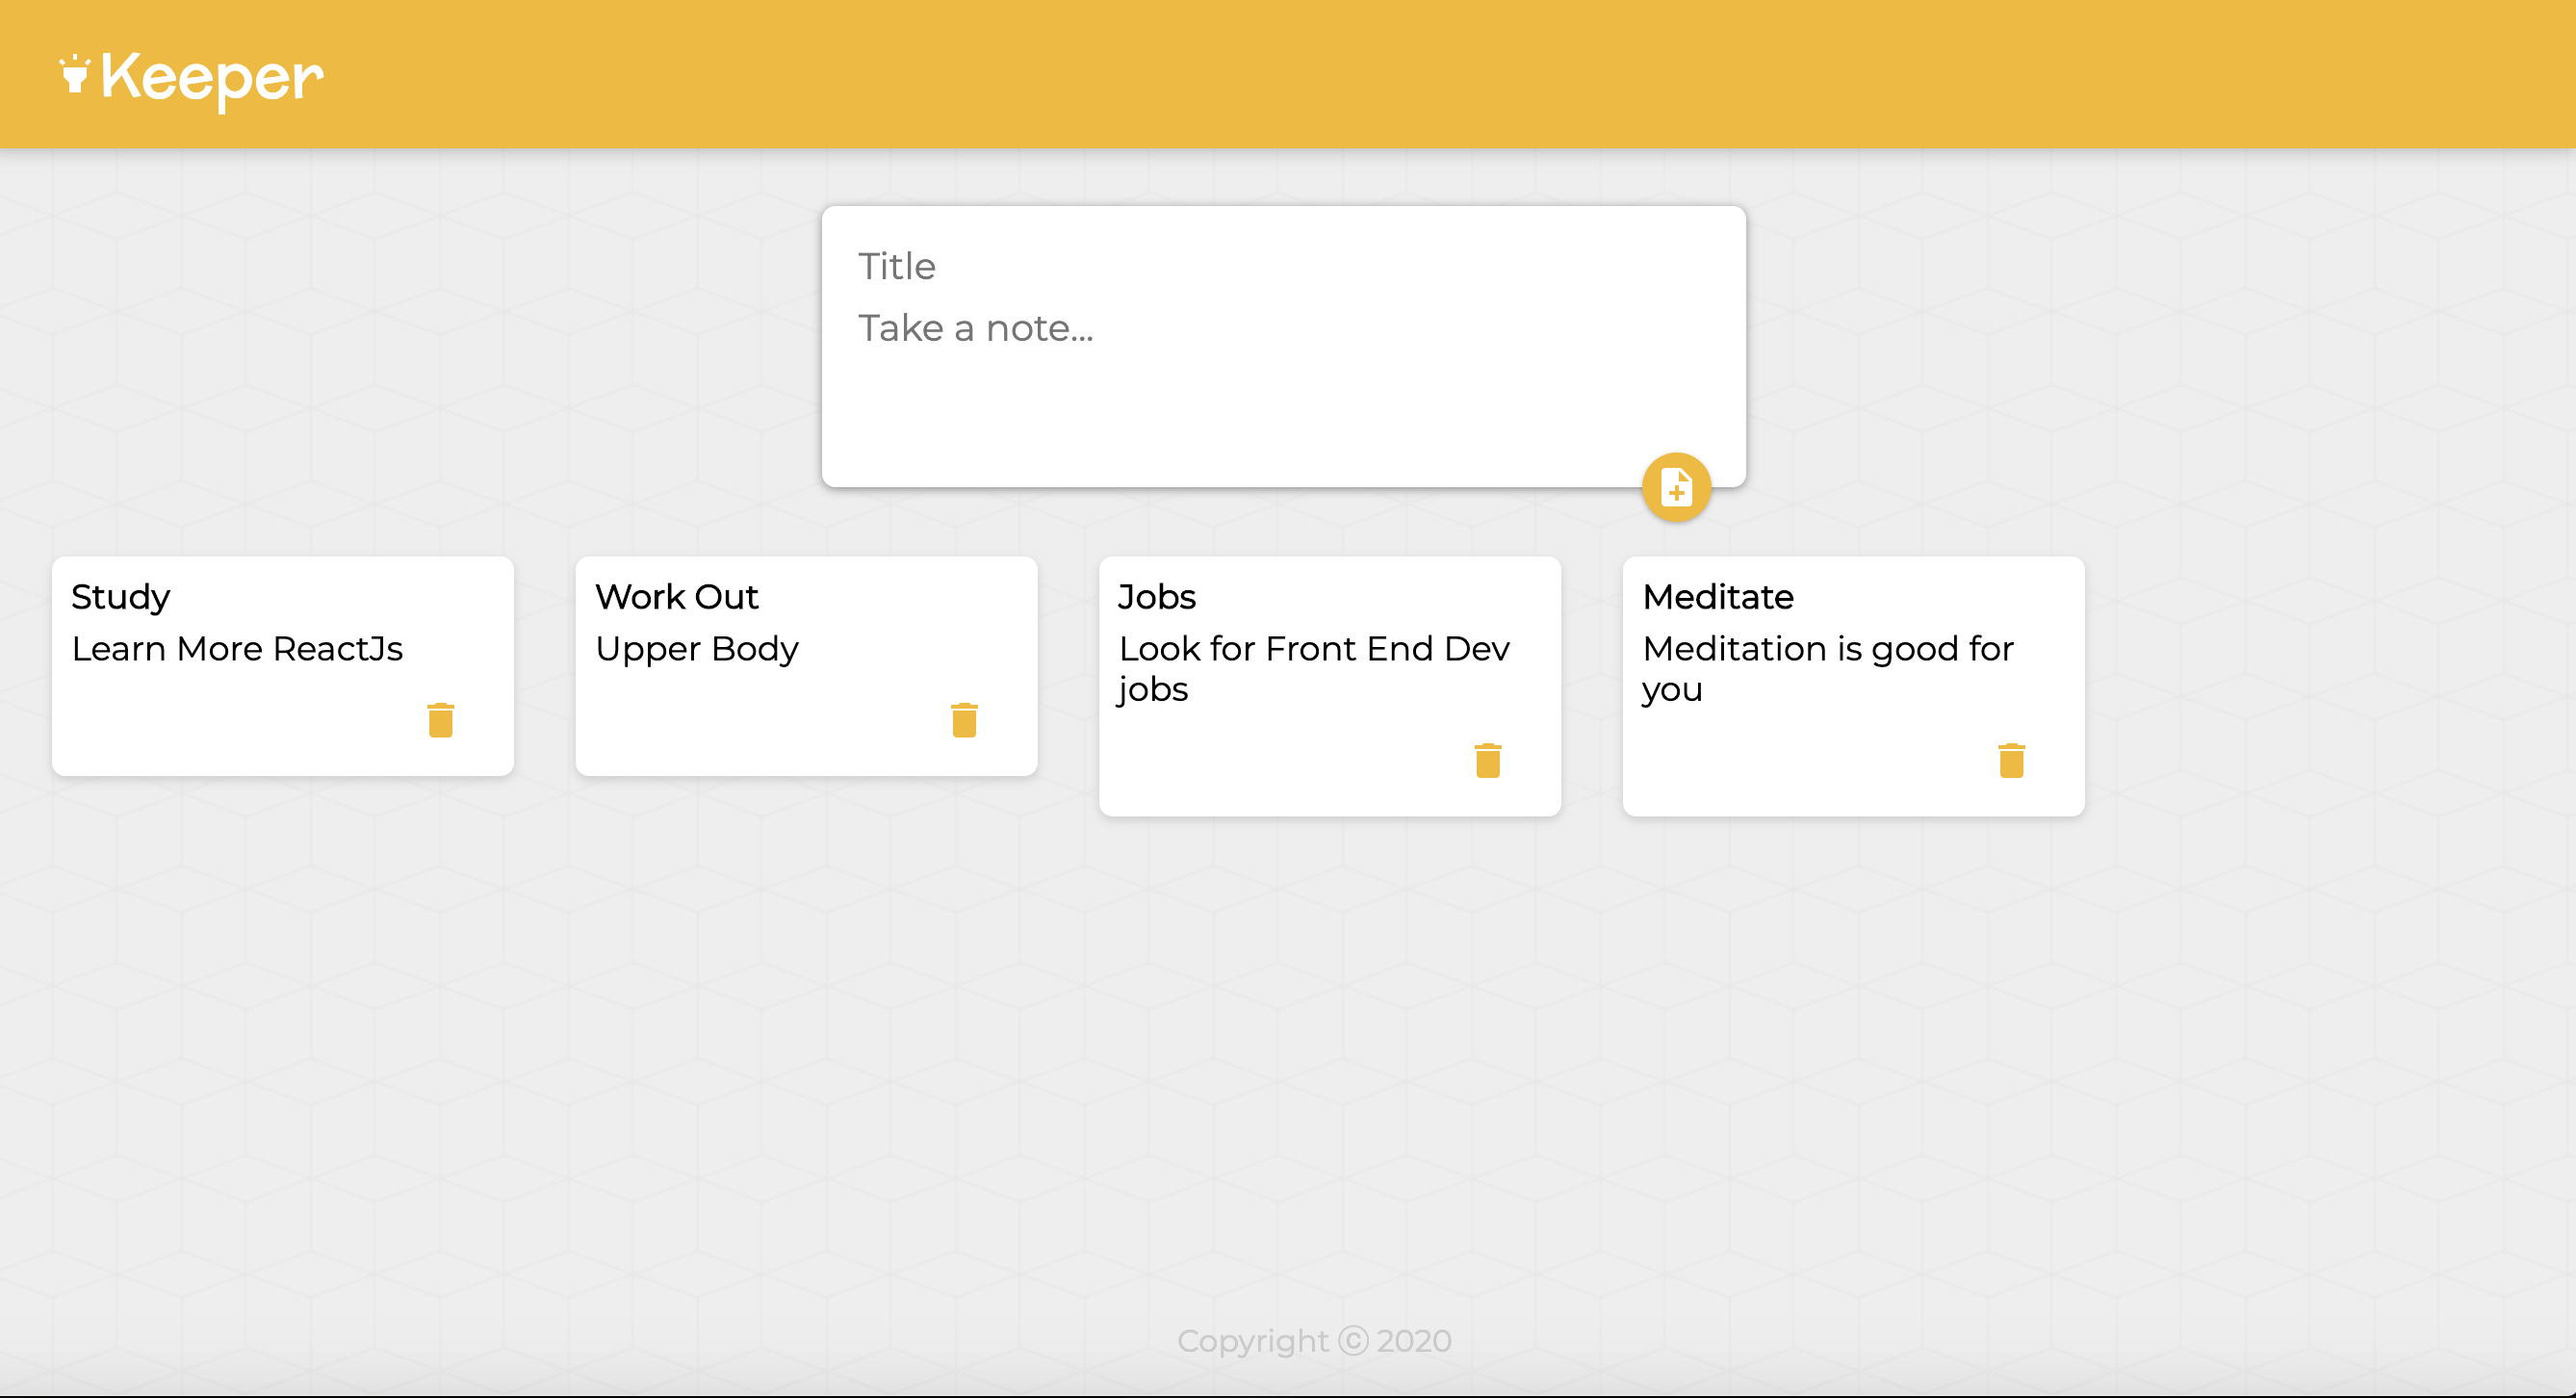 Keeper
Title
Take a note...
Study
Learn More ReactJs
Work Out
Upper Body
Jobs
Look for Front End Dev
jobs
Meditate
Meditation is good for
you
Copyright ⓒ 2020